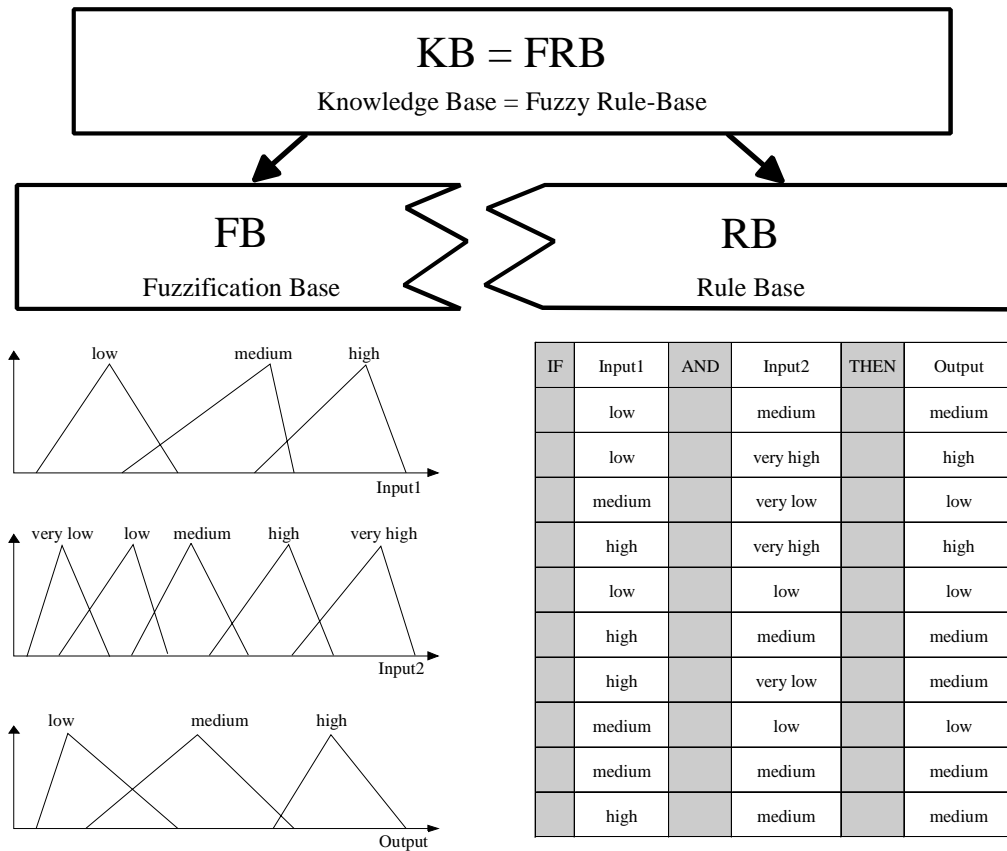 KB = FRB
Knowledge Base = Fuzzy Rule-Base
FB
Fuzzification Base
RB
Rule Base
low medium high
Input1
very low low medium high very high
Input2
low medium high
Output
IF Input1 AND Input2 THEN Output
low medium medium
low very high high
medium very low low
high very high high
low low low
high medium medium
high very low medium
medium low low
medium medium medium
high medium medium